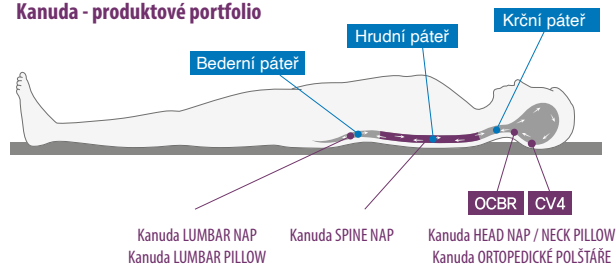 Kanuda - produktové portfolio
Krční páteř
Hrudní páteř
Bederní páteř
OCBR CV4
Kanuda LUMBAR NAP
Kanuda LUMBAR PILLOW
Kanuda SPINE NAP
Kanuda HEAD NAP / NECK PILLOW
Kanuda ORTOPEDICKÉ POLŠTÁŘE